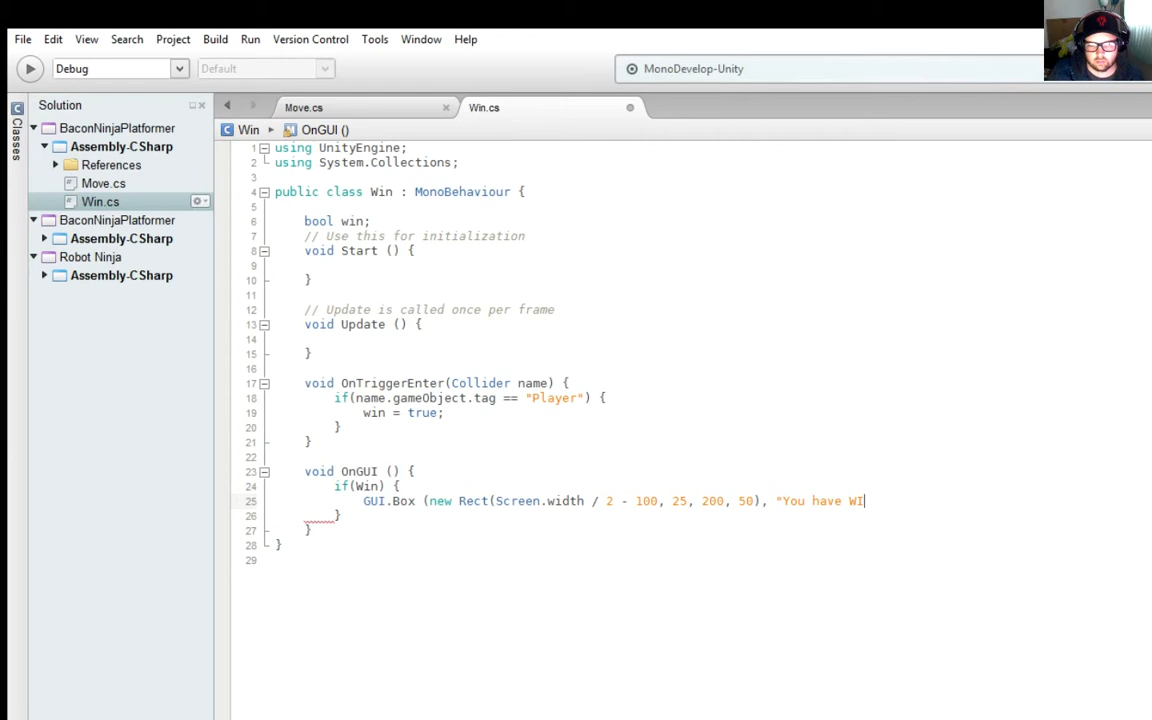 File Edit View Search Project Build Run Version Control Tools Window Help
Debug Default MonoDevelop-Unity
Classes
Solution
BaconNinjaPlatformer
Assembly-CSharp
References
Move.cs
Win.cs
BaconNinjaPlatformer
Assembly-CSharp
Robot Ninja
Assembly-CSharp
Move.cs Win.cs
Win OnGUI ()
1 using UnityEngine;
2 using System.Collections;
3
4 public class Win : MonoBehaviour {
5
6 bool win;
7 // Use this for initialization
8 void Start () {
9
10 }
11
12 // Update is called once per frame
13 void Update () {
14
15 }
16
17 void OnTriggerEnter(Collider name) {
18 if(name.gameObject.tag == "Player") {
19 win = true;
20 }
21 }
22
23 void OnGUI () {
24 if(Win) {
25 GUI.Box (new Rect(Screen.width / 2 - 100, 25, 200, 50), "You have WI
26 }
27 }
28 }
29